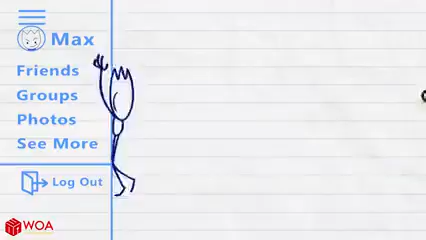 Max
Friends
Groups
Photos
See More
Log Out
WOA